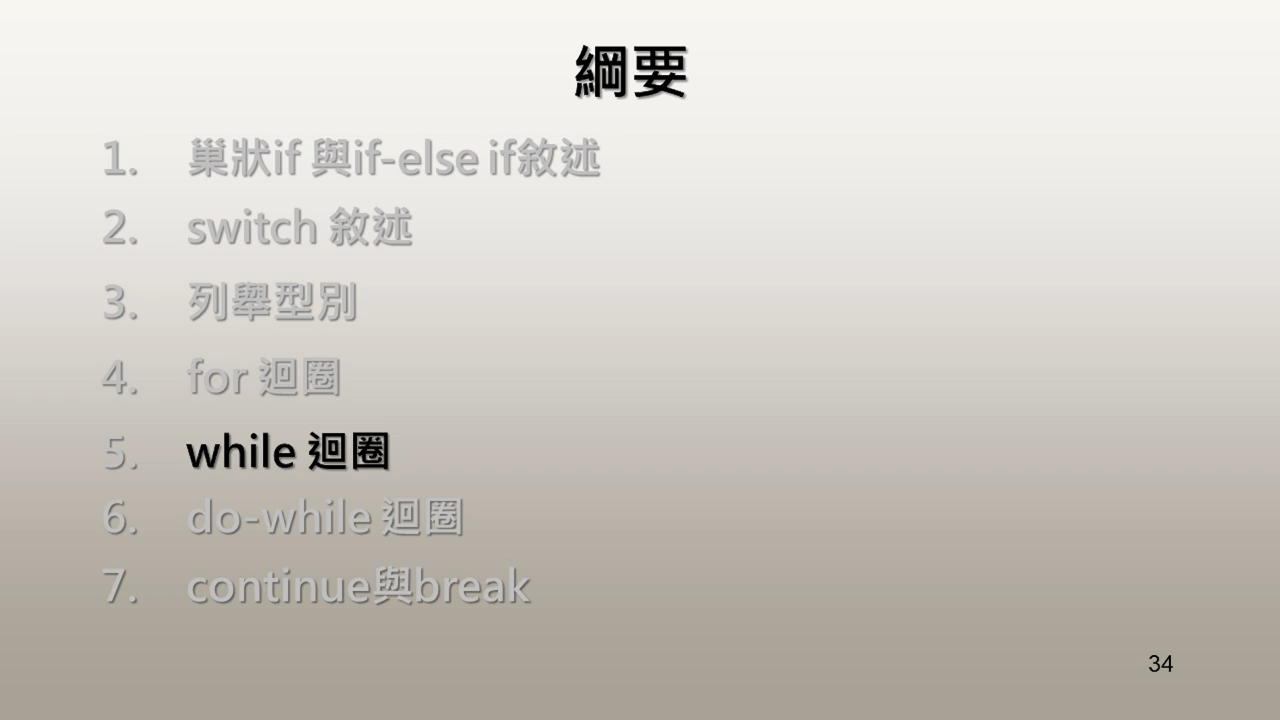 綱要
1. 巢狀if 與if-else if敘述
2. switch 敘述
3. 列舉型別
4. for 迴圈
5. while 迴圈
6. do-while 迴圈
7. continue與break
34